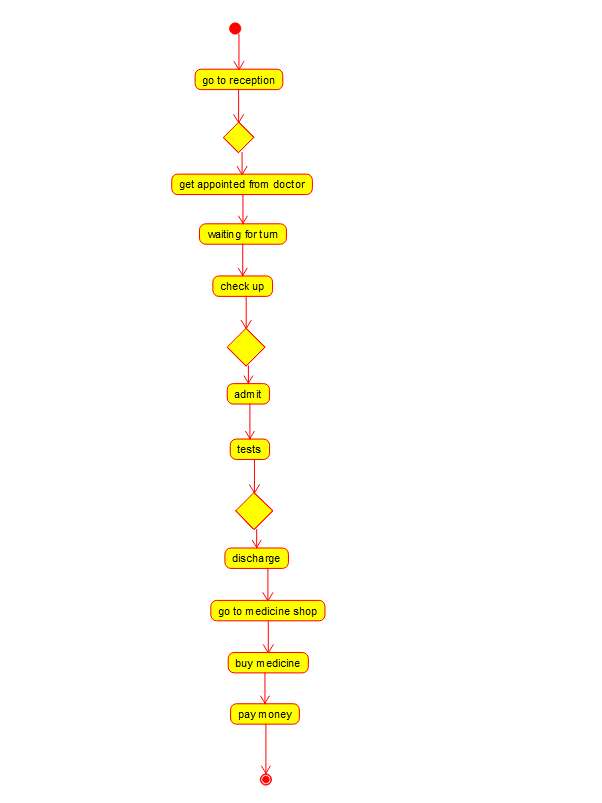 go to reception
get appointed from doctor
waiting for turn
check up
admit
tests
discharge
go to medicine shop
buy medicine
pay money